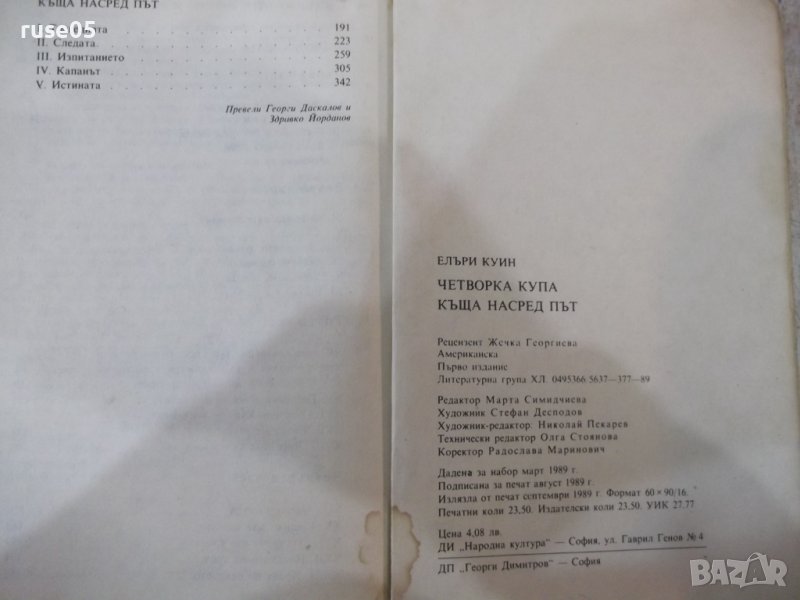 ruse05
КЪЩА НАСР�ED ПЪТ
191
II. Следата 223
III. Изпитанието 259
IV. Капанът 305
V. Истината 342
Превели Георги Даскалов и
Здравко Йорданов
ЕЛЪРИ КУИН
ЧЕТВОРКА КУПА
КЪЩА НАСРЕД ПЪТ
Рецензент Жечка Георгиева
Американска
Първо издание
Литературна група ХЛ. 0495366 5637—377—89
Редактор Марта Симидчиева
Художник Стефан Десподов
Художник-редактор. Николай Пекарев
Технически редактор Олга Стоянова
Коректор Радослава Маринович
Дадена за набор март 1989 г.
Подписана за печат август 1989 г.
Излязла от печат септември 1989 г. Формат 60×90/16.
Печатни коли 23,50. Издателски коли 23.50. УИК 27.77
Цена 4,08 лв.
ДИ „Народна култура" — София, ул. Гаврил Генов № 4
ДП „Георги Димитров" — София
BAZAR